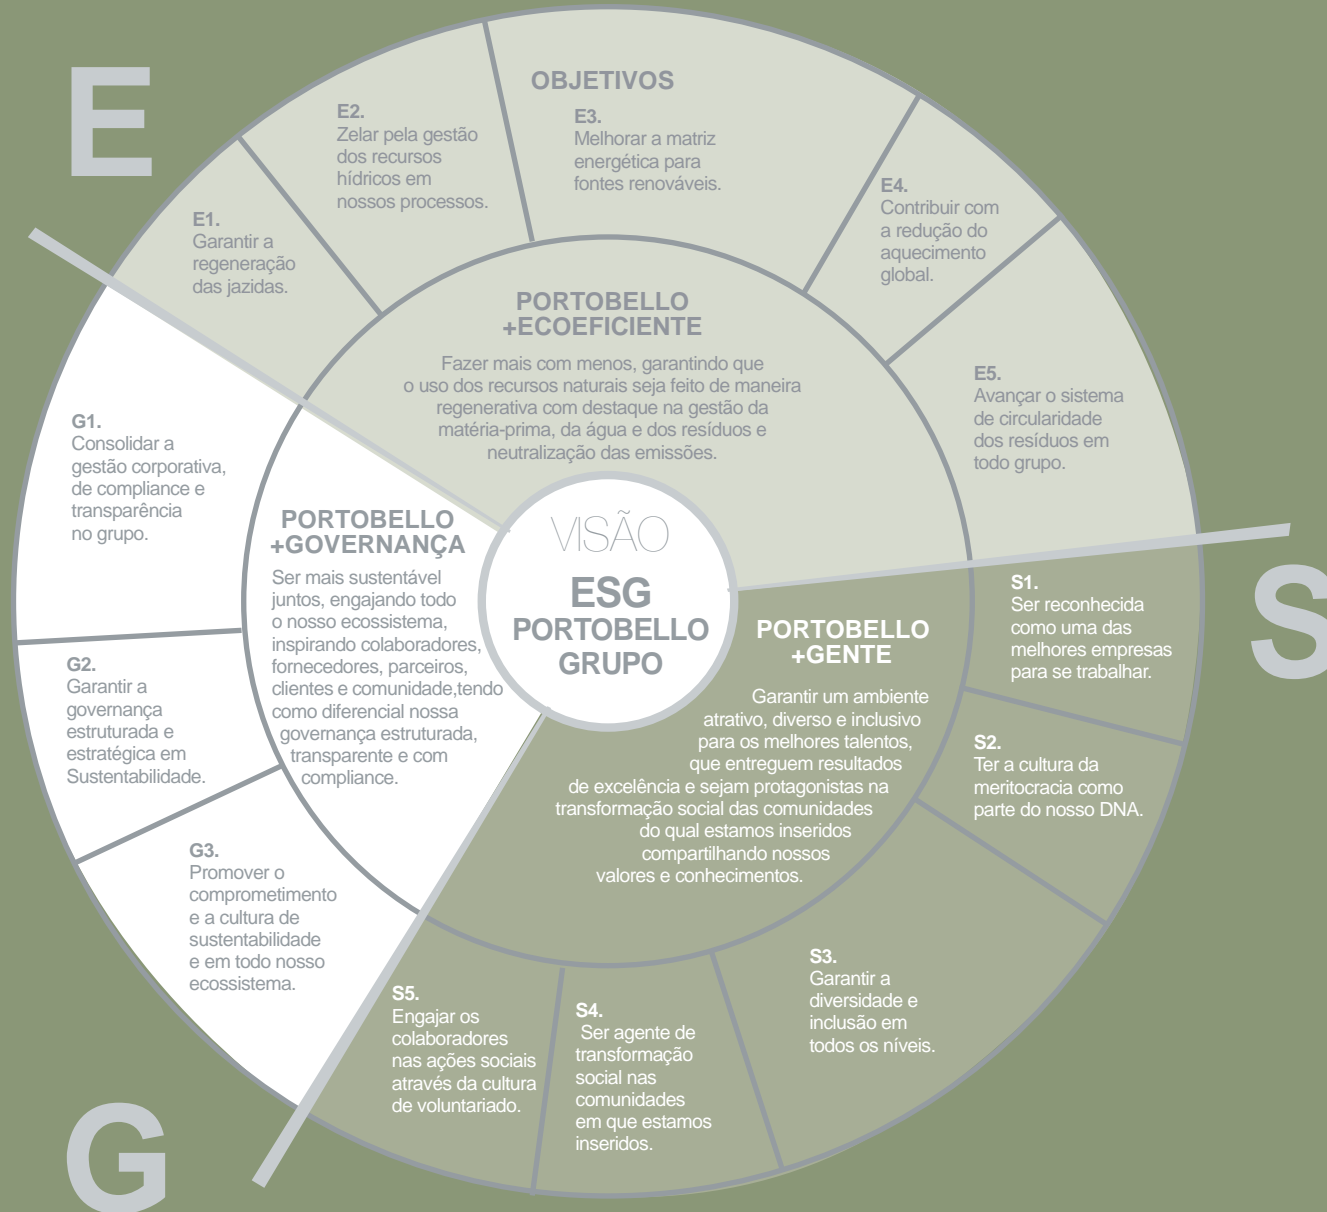 E
OBJETIVOS
E1.
Garantir a
regeneração
das jazidas.
E2.
Zelar pela gestão
dos recursos
hídricos em
nossos processos.
E3.
Melhorar a matriz
energética para
fontes renováveis.
E4.
Contribuir com
a redução do
aquecimento
global.
E5.
Avançar o sistema
de circularidade
dos resíduos em
todo grupo.
PORTOBELLO
+ECOEFICIENTE
Fazer mais com menos, garantindo que
o uso dos recursos naturais seja feito de maneira
regenerativa com destaque na gestão da
matéria-prima, da água e dos resíduos e
neutralização das emissões.
VISÃO
ESG
PORTOBELLO
GRUPO
S
PORTOBELLO
+GENTE
Garantir um ambiente
atrativo, diverso e inclusivo
para os melhores talentos,
que entreguem resultados
de excelência e sejam protagonistas na
transformação social das comunidades
do qual estamos inseridos
compartilhando nossos
valores e conhecimentos.
S1.
Ser reconhecida
como uma das
melhores empresas
para se trabalhar.
S2.
Ter a cultura da
meritocracia como
parte do nosso DNA.
S3.
Garantir a
diversidade e
inclusão em
todos os níveis.
S4.
Ser agente de
transformação
social nas
comunidades
em que estamos
inseridos.
S5.
Engajar os
colaboradores
nas ações sociais
através da cultura
de voluntariado.
G
PORTOBELLO
+GOVERNANÇA
Ser mais sustentável
juntos, engajando todo
o nosso ecossistema,
inspirando colaboradores,
fornecedores, parceiros,
clientes e comunidade,tendo
como diferencial nossa
governança estruturada,
transparente e com
compliance.
G1.
Consolidar a
gestão corporativa,
de compliance e
transparência
no grupo.
G2.
Garantir a
governança
estruturada e
estratégica em
Sustentabilidade.
G3.
Promover o
comprometimento
e a cultura de
sustentabilidade
e em todo nosso
ecossistema.